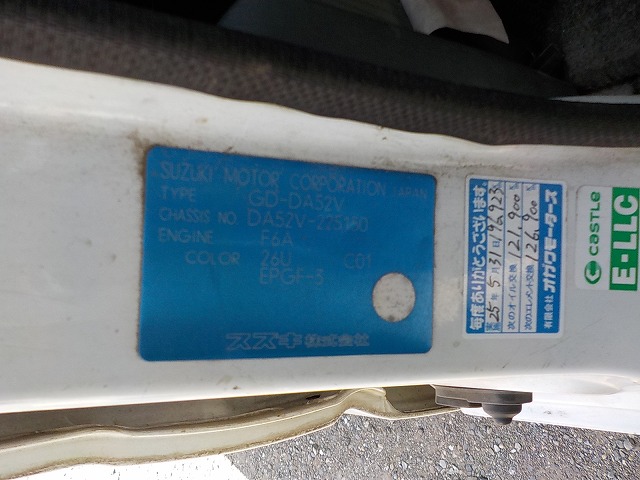 SUZUKI MOTOR CORPORATION JAPAN
TYPE GD-DA52V
CHASSIS NO DA52V-
ENGINE F6A
COLOR 26U C01
EPGF-3
スズキ株式会社
毎度ありがとうございます。
25年5月31日
次のオイル交換 121,900
次のエレメント交換 126,900
有限会社 オガワモータース
CASTLE
E-LLC